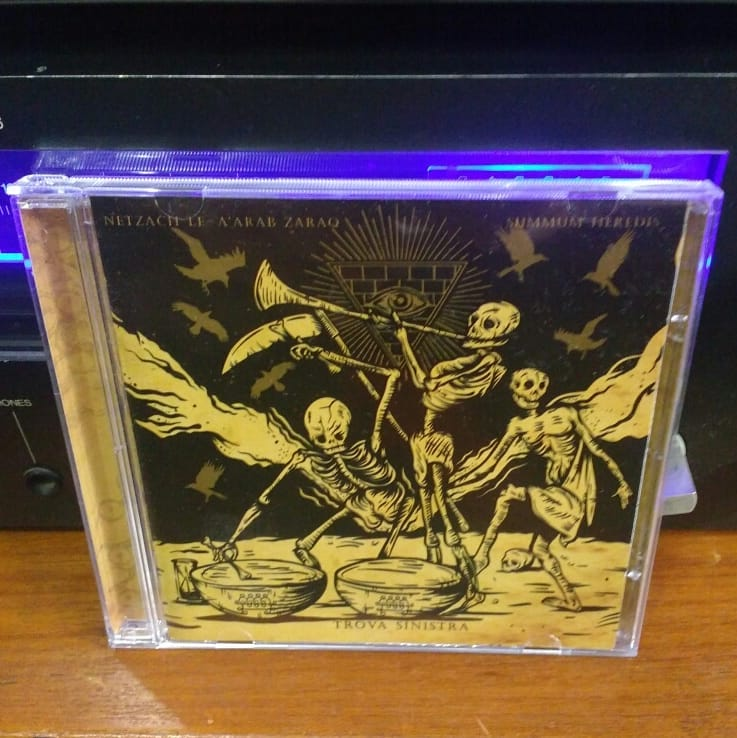 NETZACH LE-A'ARAB ZARAQ
SUMMUM HEREDIS
TROVA SINISTRA